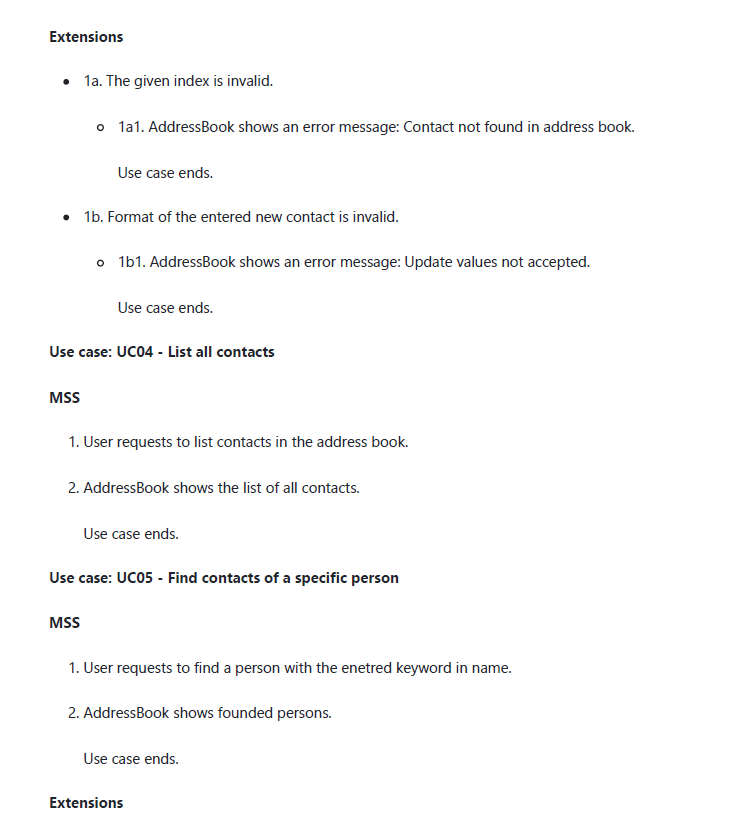 Extensions
• 1a. The given index is invalid.
○ 1a1. AddressBook shows an error message: Contact not found in address book.
Use case ends.
• 1b. Format of the entered new contact is invalid.
○ 1b1. AddressBook shows an error message: Update values not accepted.
Use case ends.
Use case: UC04 - List all contacts
MSS
1. User requests to list contacts in the address book.
2. AddressBook shows the list of all contacts.
Use case ends.
Use case: UC05 - Find contacts of a specific person
MSS
1. User requests to find a person with the enetred keyword in name.
2. AddressBook shows founded persons.
Use case ends.
Extensions